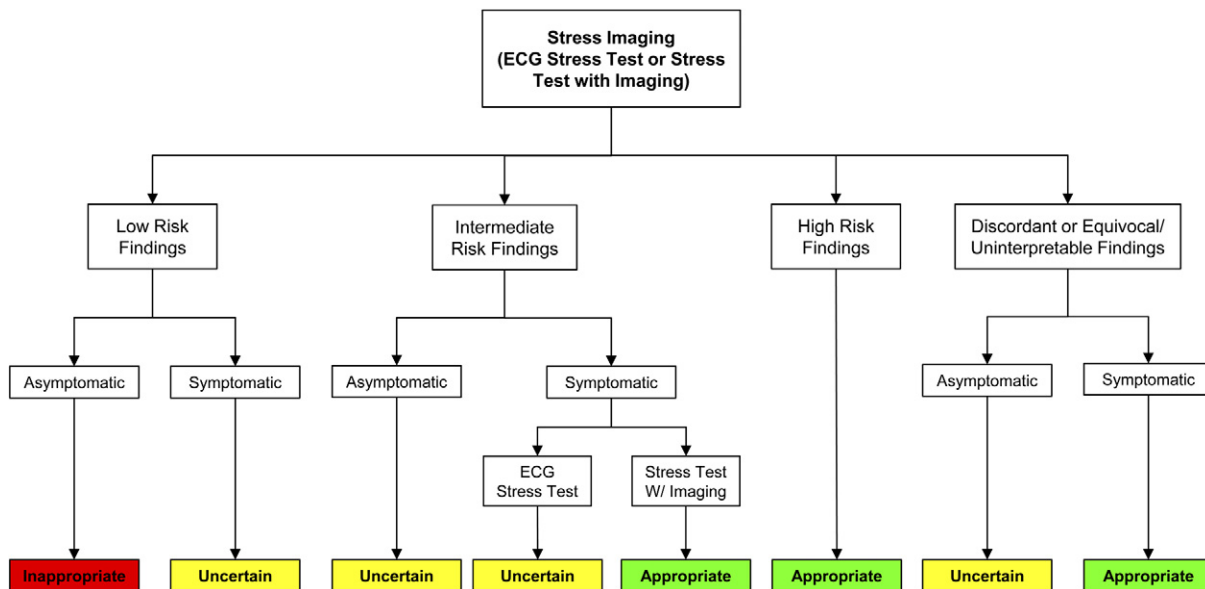 Stress Imaging
(ECG Stress Test or Stress
Test with Imaging)
Low Risk
Findings
Intermediate
Risk Findings
High Risk
Findings
Discordant or Equivocal/
Uninterpretable Findings
Asymptomatic
Symptomatic
Asymptomatic
Symptomatic
Asymptomatic
Symptomatic
ECG
Stress Test
Stress Test
W/ Imaging
Inappropriate
Uncertain
Uncertain
Uncertain
Appropriate
Appropriate
Uncertain
Appropriate